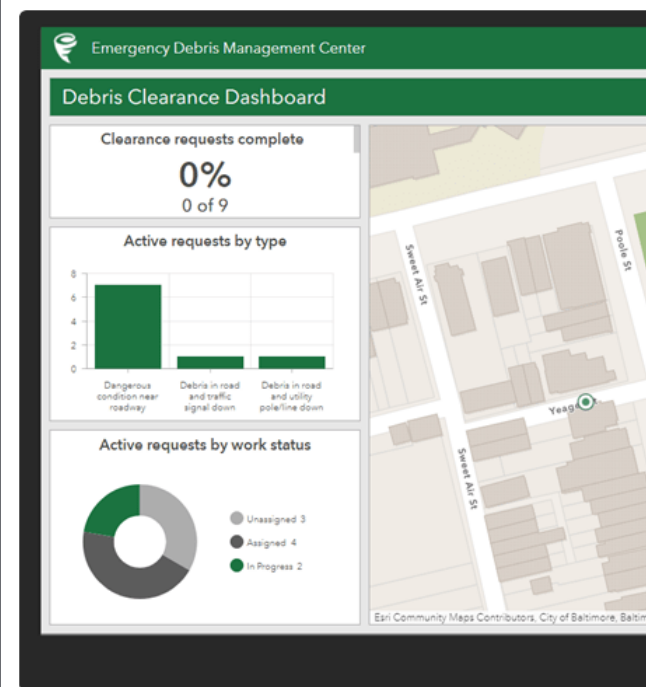 Emergency Debris Management Center
Debris Clearance Dashboard
Clearance requests complete
0%
0 of 9
Active requests by type
8
6
4
2
0
Dangerous
condition near
roadway
Debris in road
and traffic
signal down
Debris in road
and utility
pole/line down
Active requests by work status
Unassigned 3
Assigned 4
In Progress 2
Sweet Air St
Poole St
Sweet Air St
Esri Community Maps Contributors, City of Baltimore, Baltim